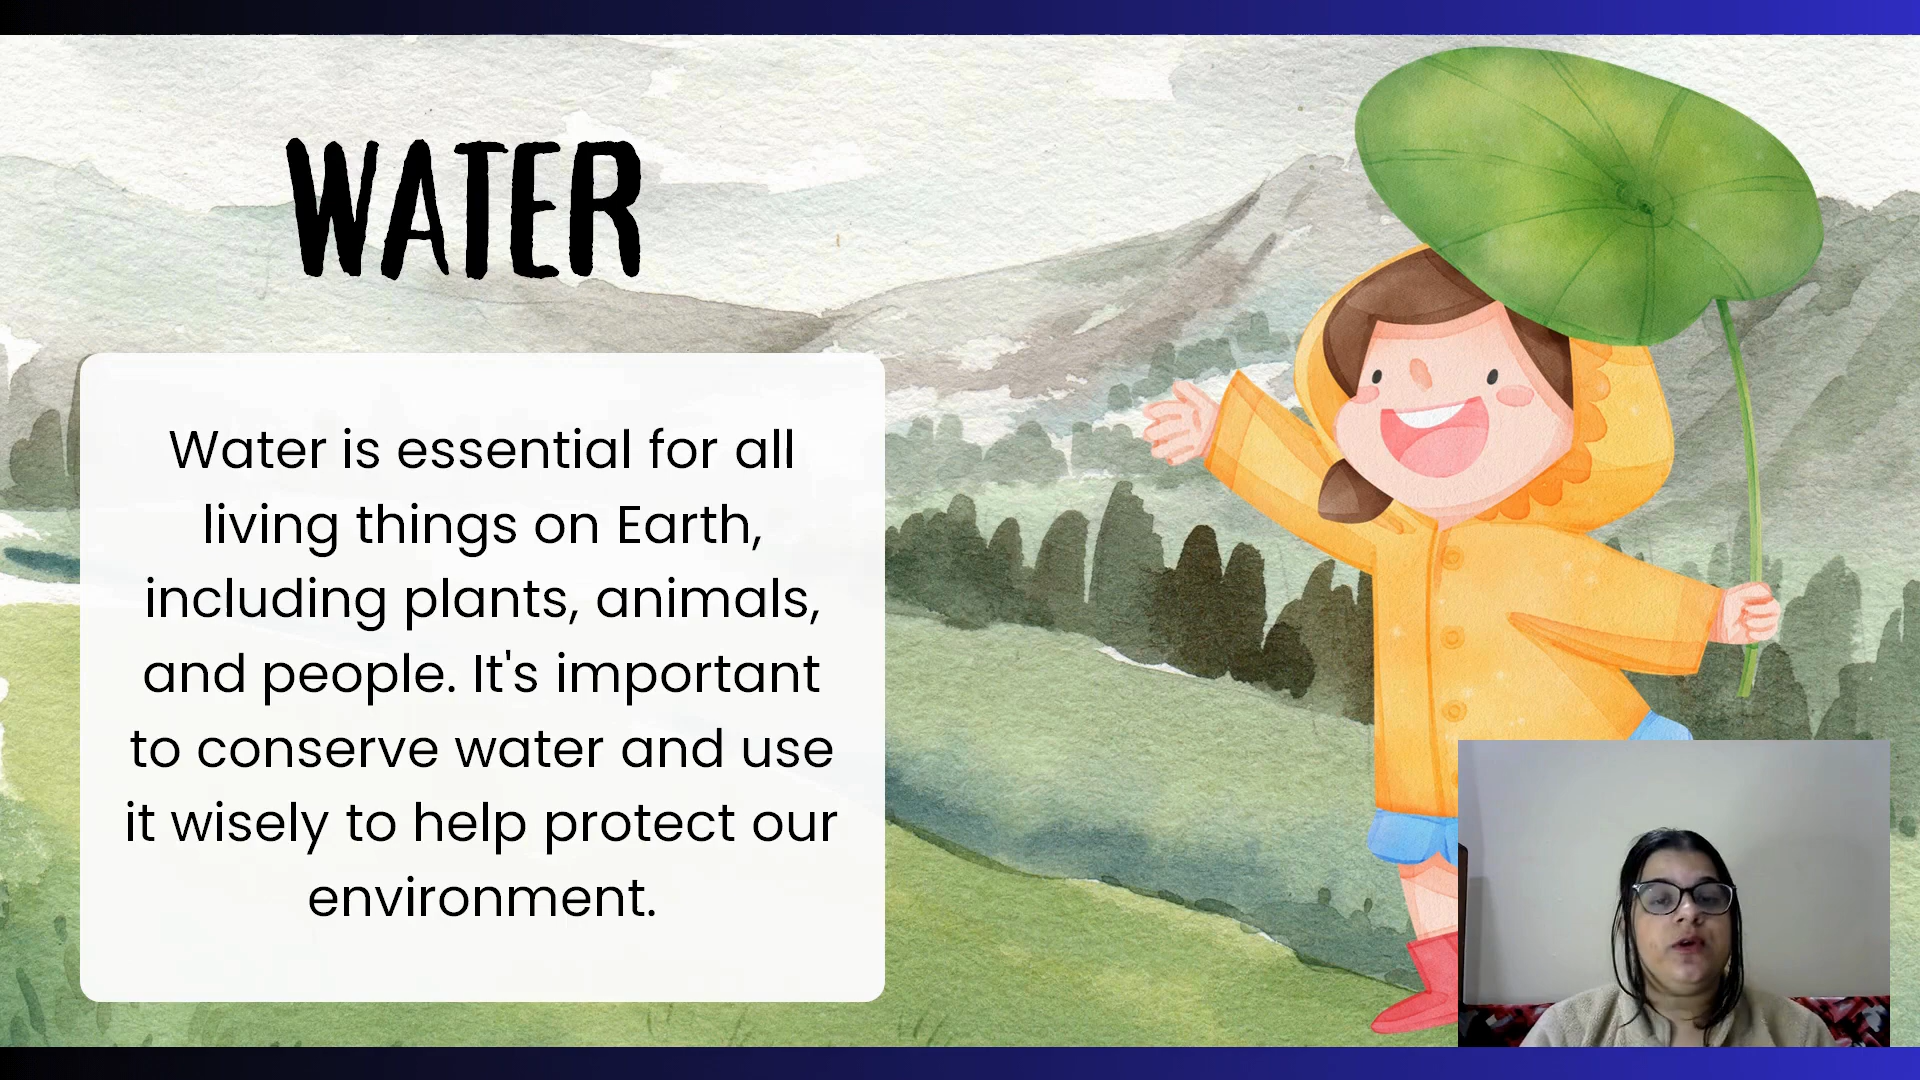 WATER
Water is essential for all
living things on Earth,
including plants, animals,
and people. It's important
to conserve water and use
it wisely to help protect our
environment.